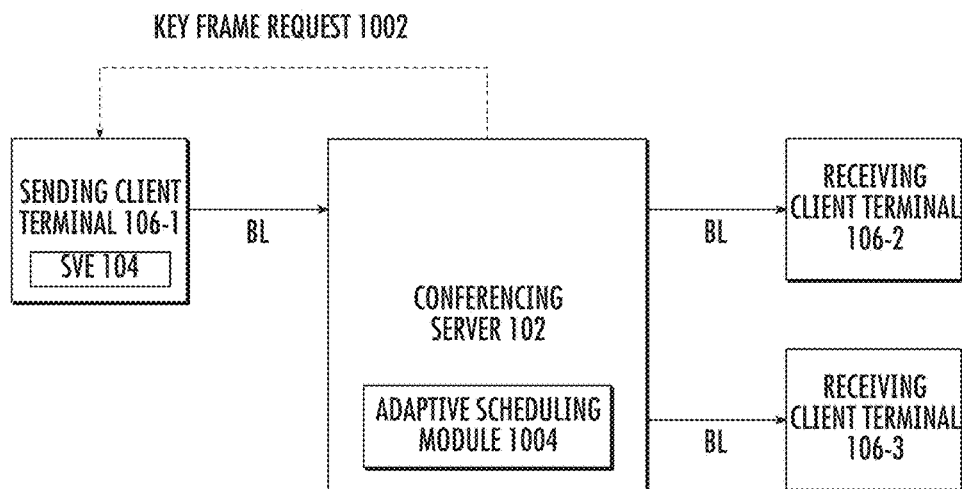 KEY FRAME REQUEST 1002
SENDING CLIENT
TERMINAL 106-1
SVE 104
BL
CONFERENCING
SERVER 102
ADAPTIVE SCHEDULING
MODULE 1004
BL
RECEIVING
CLIENT TERMINAL
106-2
BL
RECEIVING
CLIENT TERMINAL
106-3